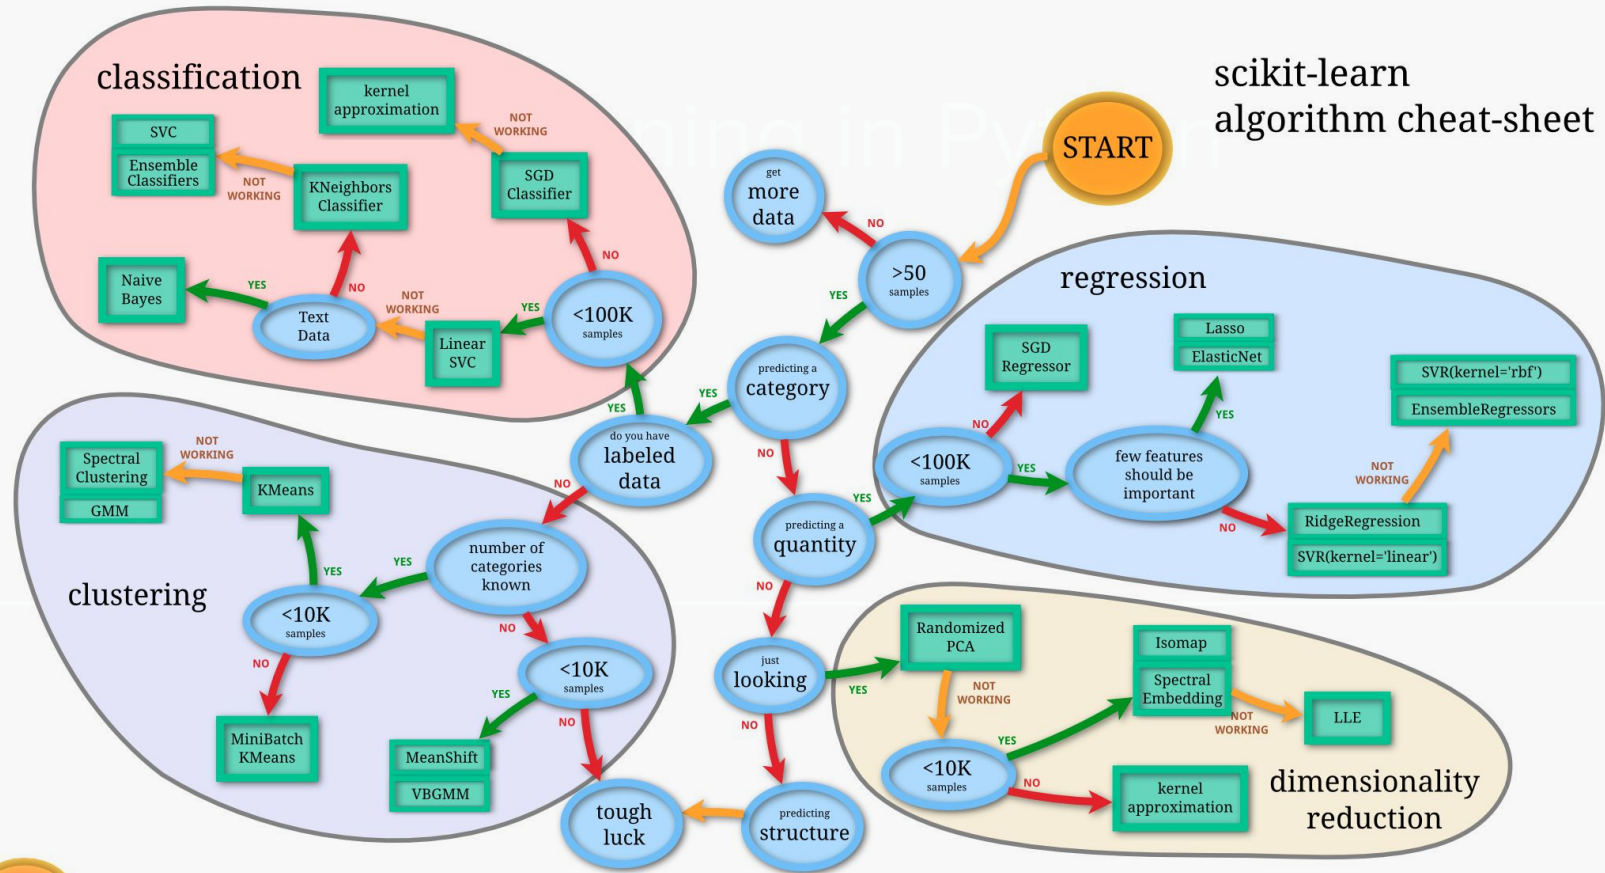 scikit-learn
algorithm cheat-sheet
START
classification
kernel
approximation
NOT
WORKING
SVC
Ensemble
Classifiers
NOT
WORKING
KNeighbors
Classifier
SGD
Classifier
NO
Naive
Bayes
YES
NO
Text
Data
NOT
WORKING
Linear
SVC
YES
<100K
samples
get
more
data
NO
>50
samples
YES
predicting a
category
YES
NO
do you have
labeled
data
YES
NO
predicting a
quantity
YES
NO
just
looking
YES
NO
predicting
structure
tough
luck
regression
SGD
Regressor
Lasso
ElasticNet
SVR(kernel='rbf')
EnsembleRegressors
NO
YES
<100K
samples
YES
few features
should be
important
NOT
WORKING
NO
RidgeRegression
SVR(kernel='linear')
clustering
Spectral
Clustering
GMM
NOT
WORKING
KMeans
number of
categories
known
YES
YES
<10K
samples
NO
NO
<10K
samples
YES
NO
MiniBatch
KMeans
MeanShift
VBGMM
Randomized
PCA
NOT
WORKING
Isomap
Spectral
Embedding
NOT
WORKING
LLE
YES
<10K
samples
NO
kernel
approximation
dimensionality
reduction